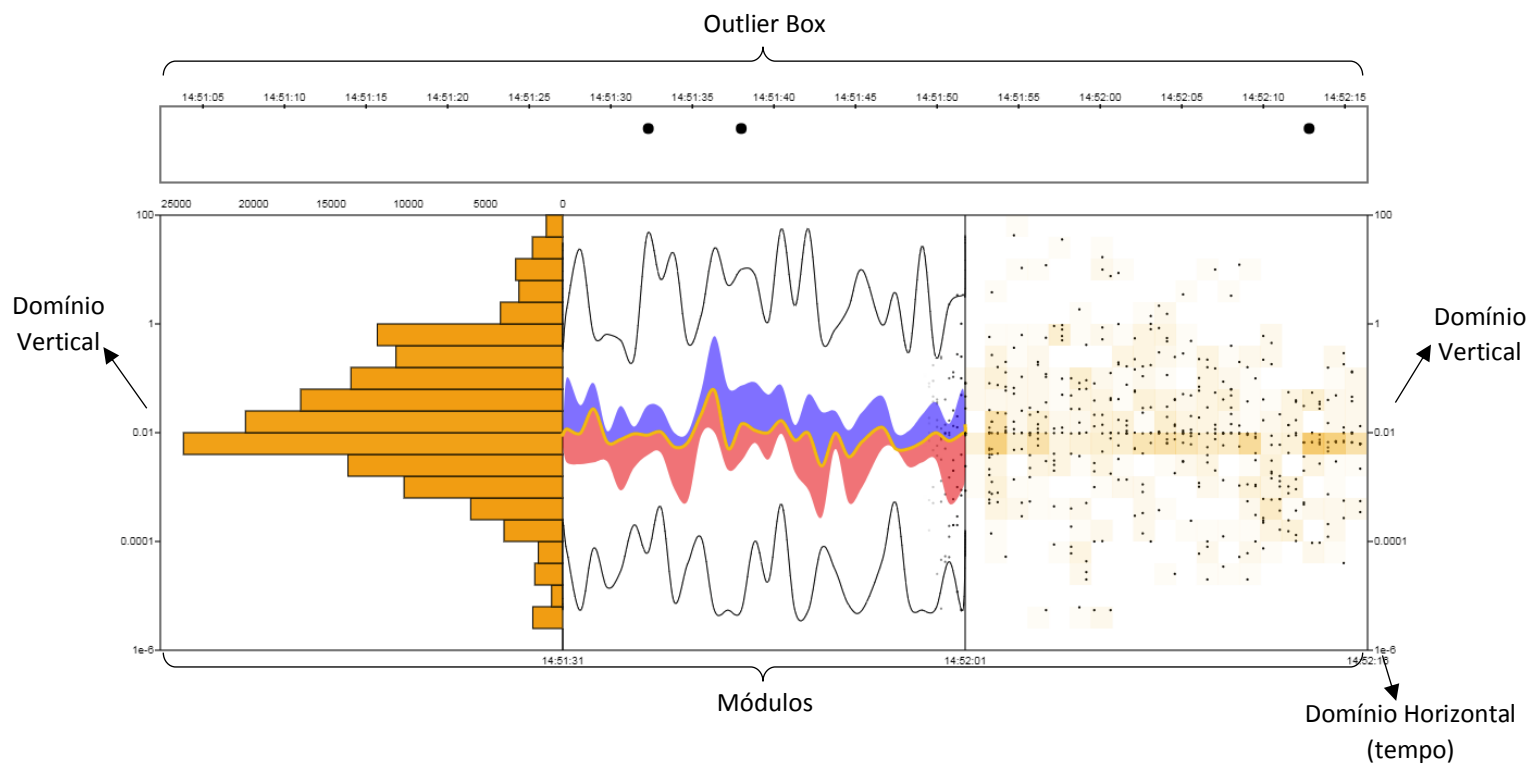 Outlier Box
14:51:05 14:51:10 14:51:15 14:51:20 14:51:25 14:51:30 14:51:35 14:51:40 14:51:45 14:51:50 14:51:55 14:52:00 14:52:05 14:52:10 14:52:15
25000 20000 15000 10000 5000 0
100 100
Domínio
Vertical
1 1
Domínio
Vertical
0.01 0.01
0.0001 0.0001
1e-6 1e-6
14:51:31 14:52:01 14:52:16
Módulos
Domínio Horizontal
(tempo)